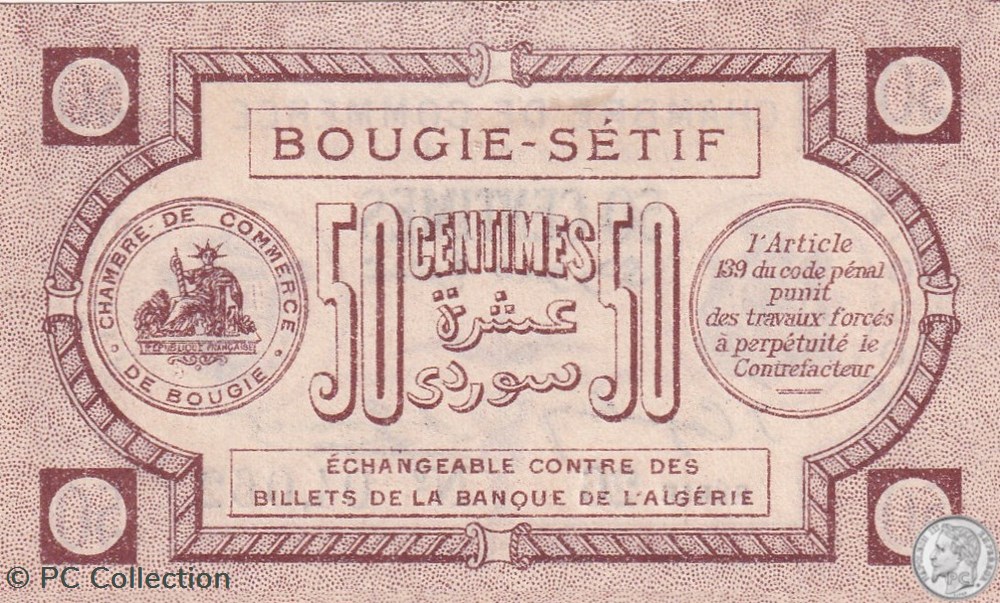 BOUGIE-SÉTIF
CHAMBRE DE COMMERCE
RÉPUBLIQUE FRANÇAISE
DE BOUGIE
50 CENTIMES 50
عشرة
سوردى
l'Article
139 du code pénal
punit
des travaux forcés
à perpétuité le
Contrefacteur
ÉCHANGEABLE CONTRE DES
BILLETS DE LA BANQUE DE L'ALGÉRIE
© PC Collection